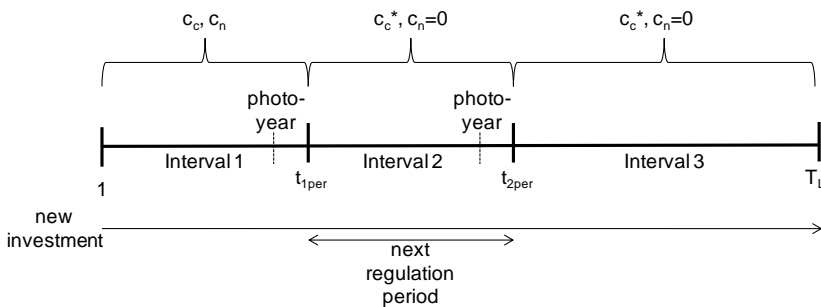 c_c, c_n
c_c*, c_n=0
c_c*, c_n=0
photo-
year
photo-
year
Interval 1
Interval 2
Interval 3
1
t_1per
t_2per
T_L
new
investment
next
regulation
period